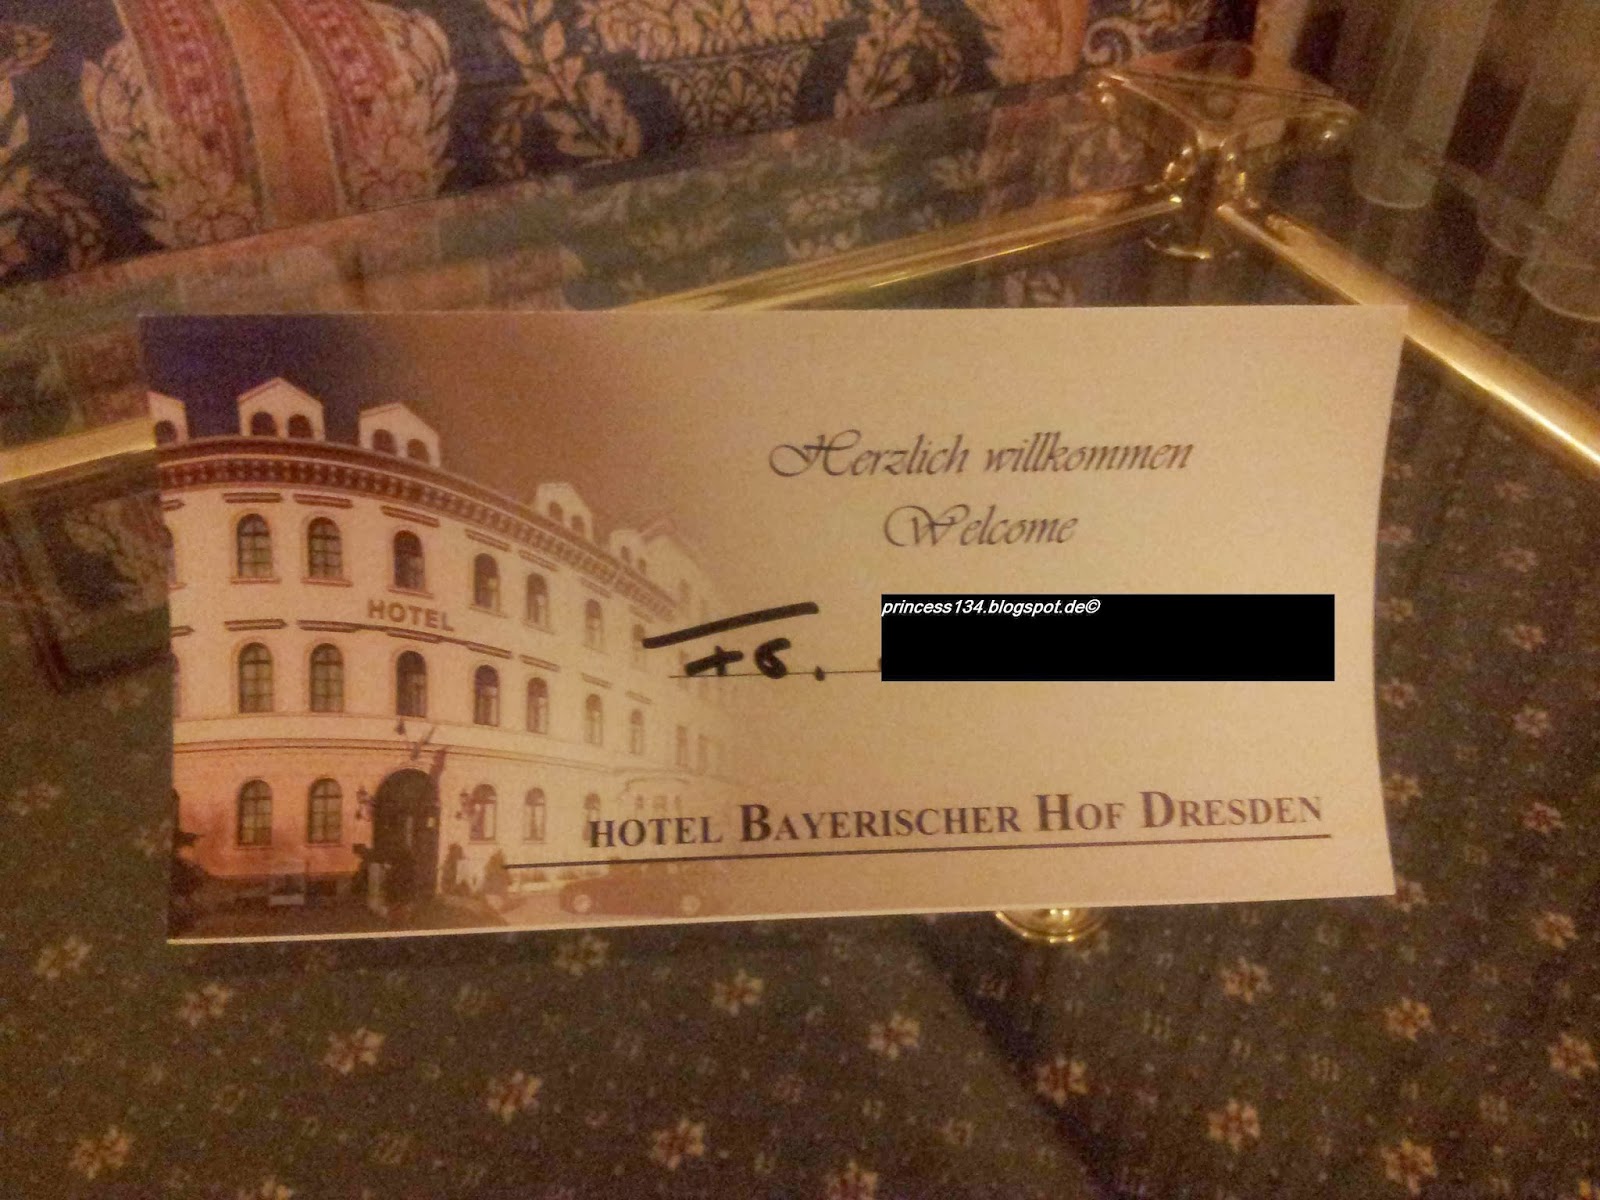 Herzlich willkommen
Welcome
princess134.blogspot.de©
HOTEL
HOTEL BAYERISCHER HOF DRESDEN